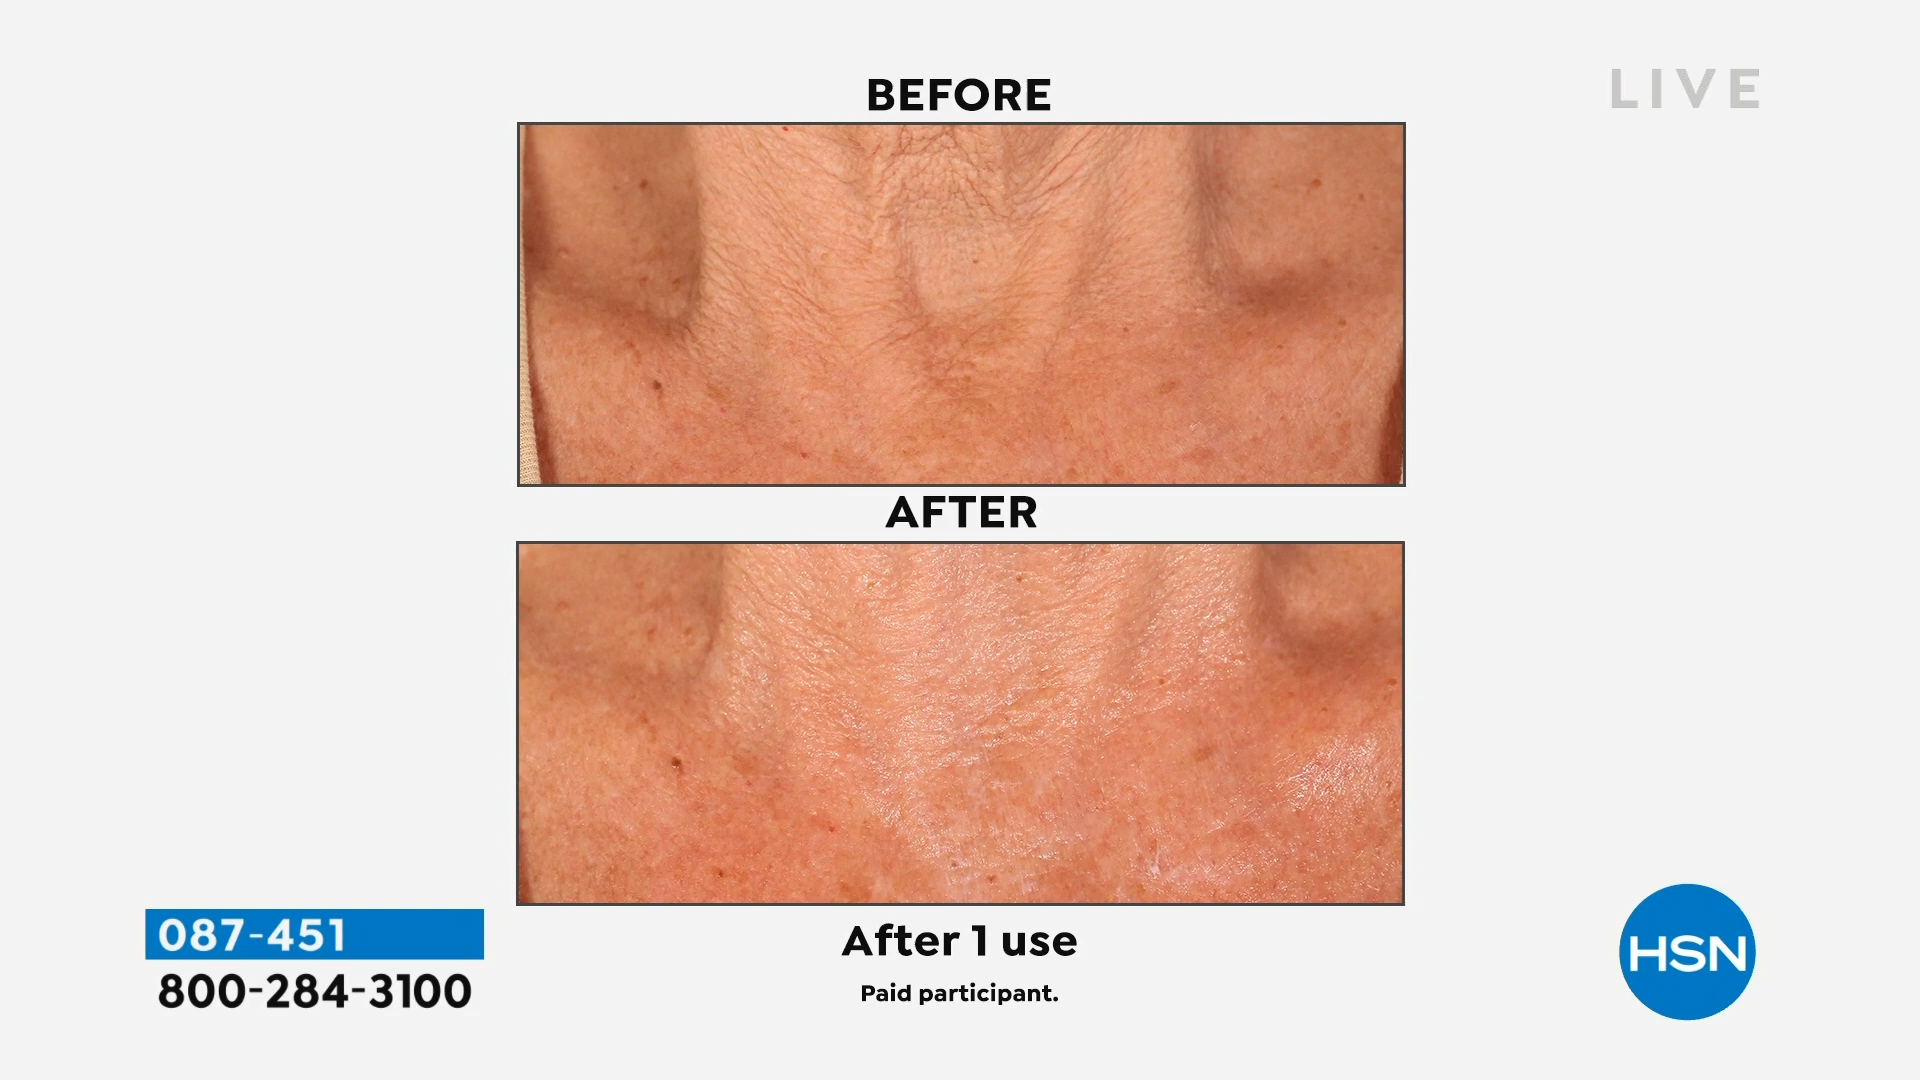 BEFORE
LIVE
AFTER
087-451
800-284-3100
After 1 use
Paid participant.
HSN